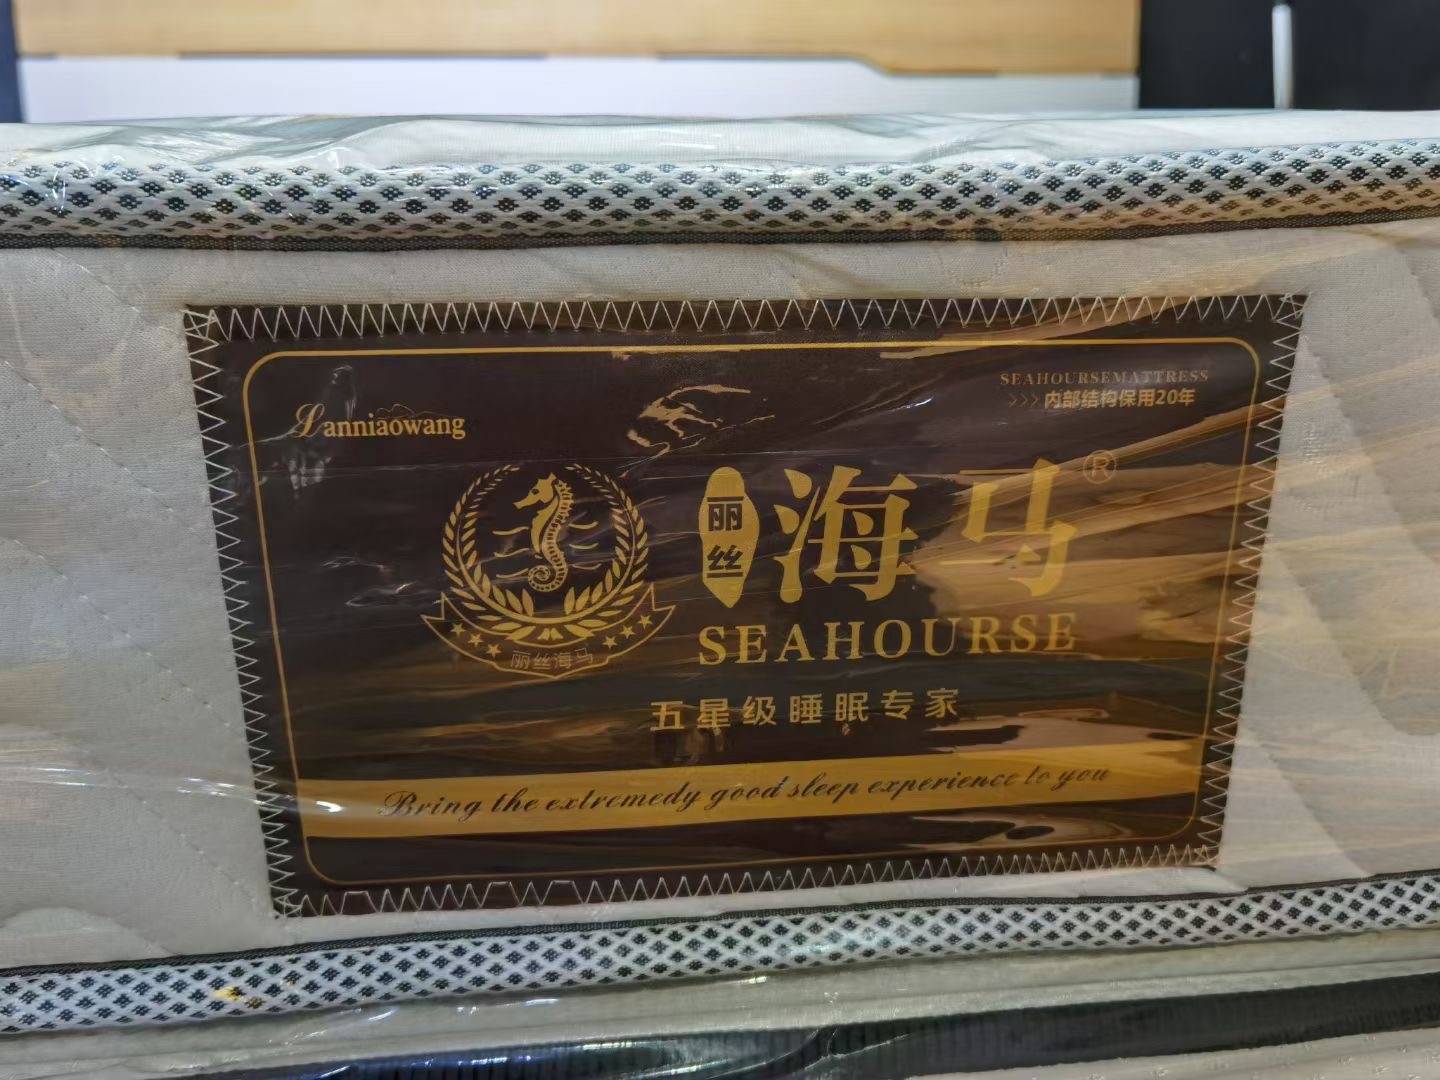 Lanniaowang
SEAHOURSEMATTRESS
>>> 内部结构保用20年
丽丝 海马®
SEAHOURSE
丽丝海马
五星级睡眠专家
Bring the extremedy good sleep experience to you